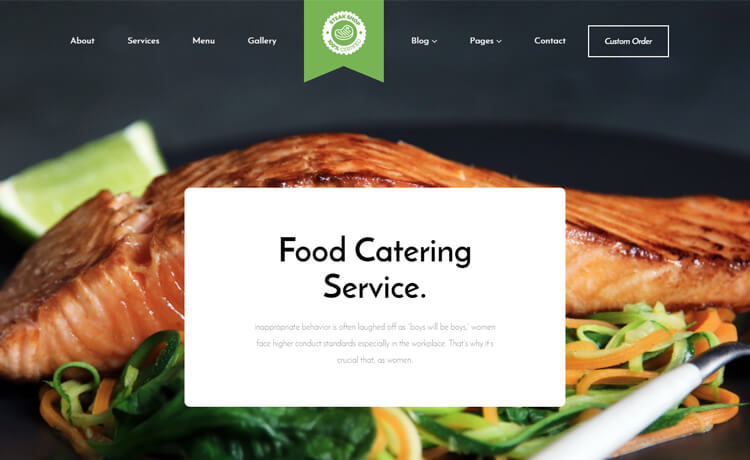 About
Services
Menu
Gallery
STEAK SHOP
Blog
Pages
Contact
Custom Order
Food Catering
Service.
inappropriate behavior is often laughed off as "boys will be boys," women
face higher conduct standards especially in the workplace. That's why it's
crucial that, as women.